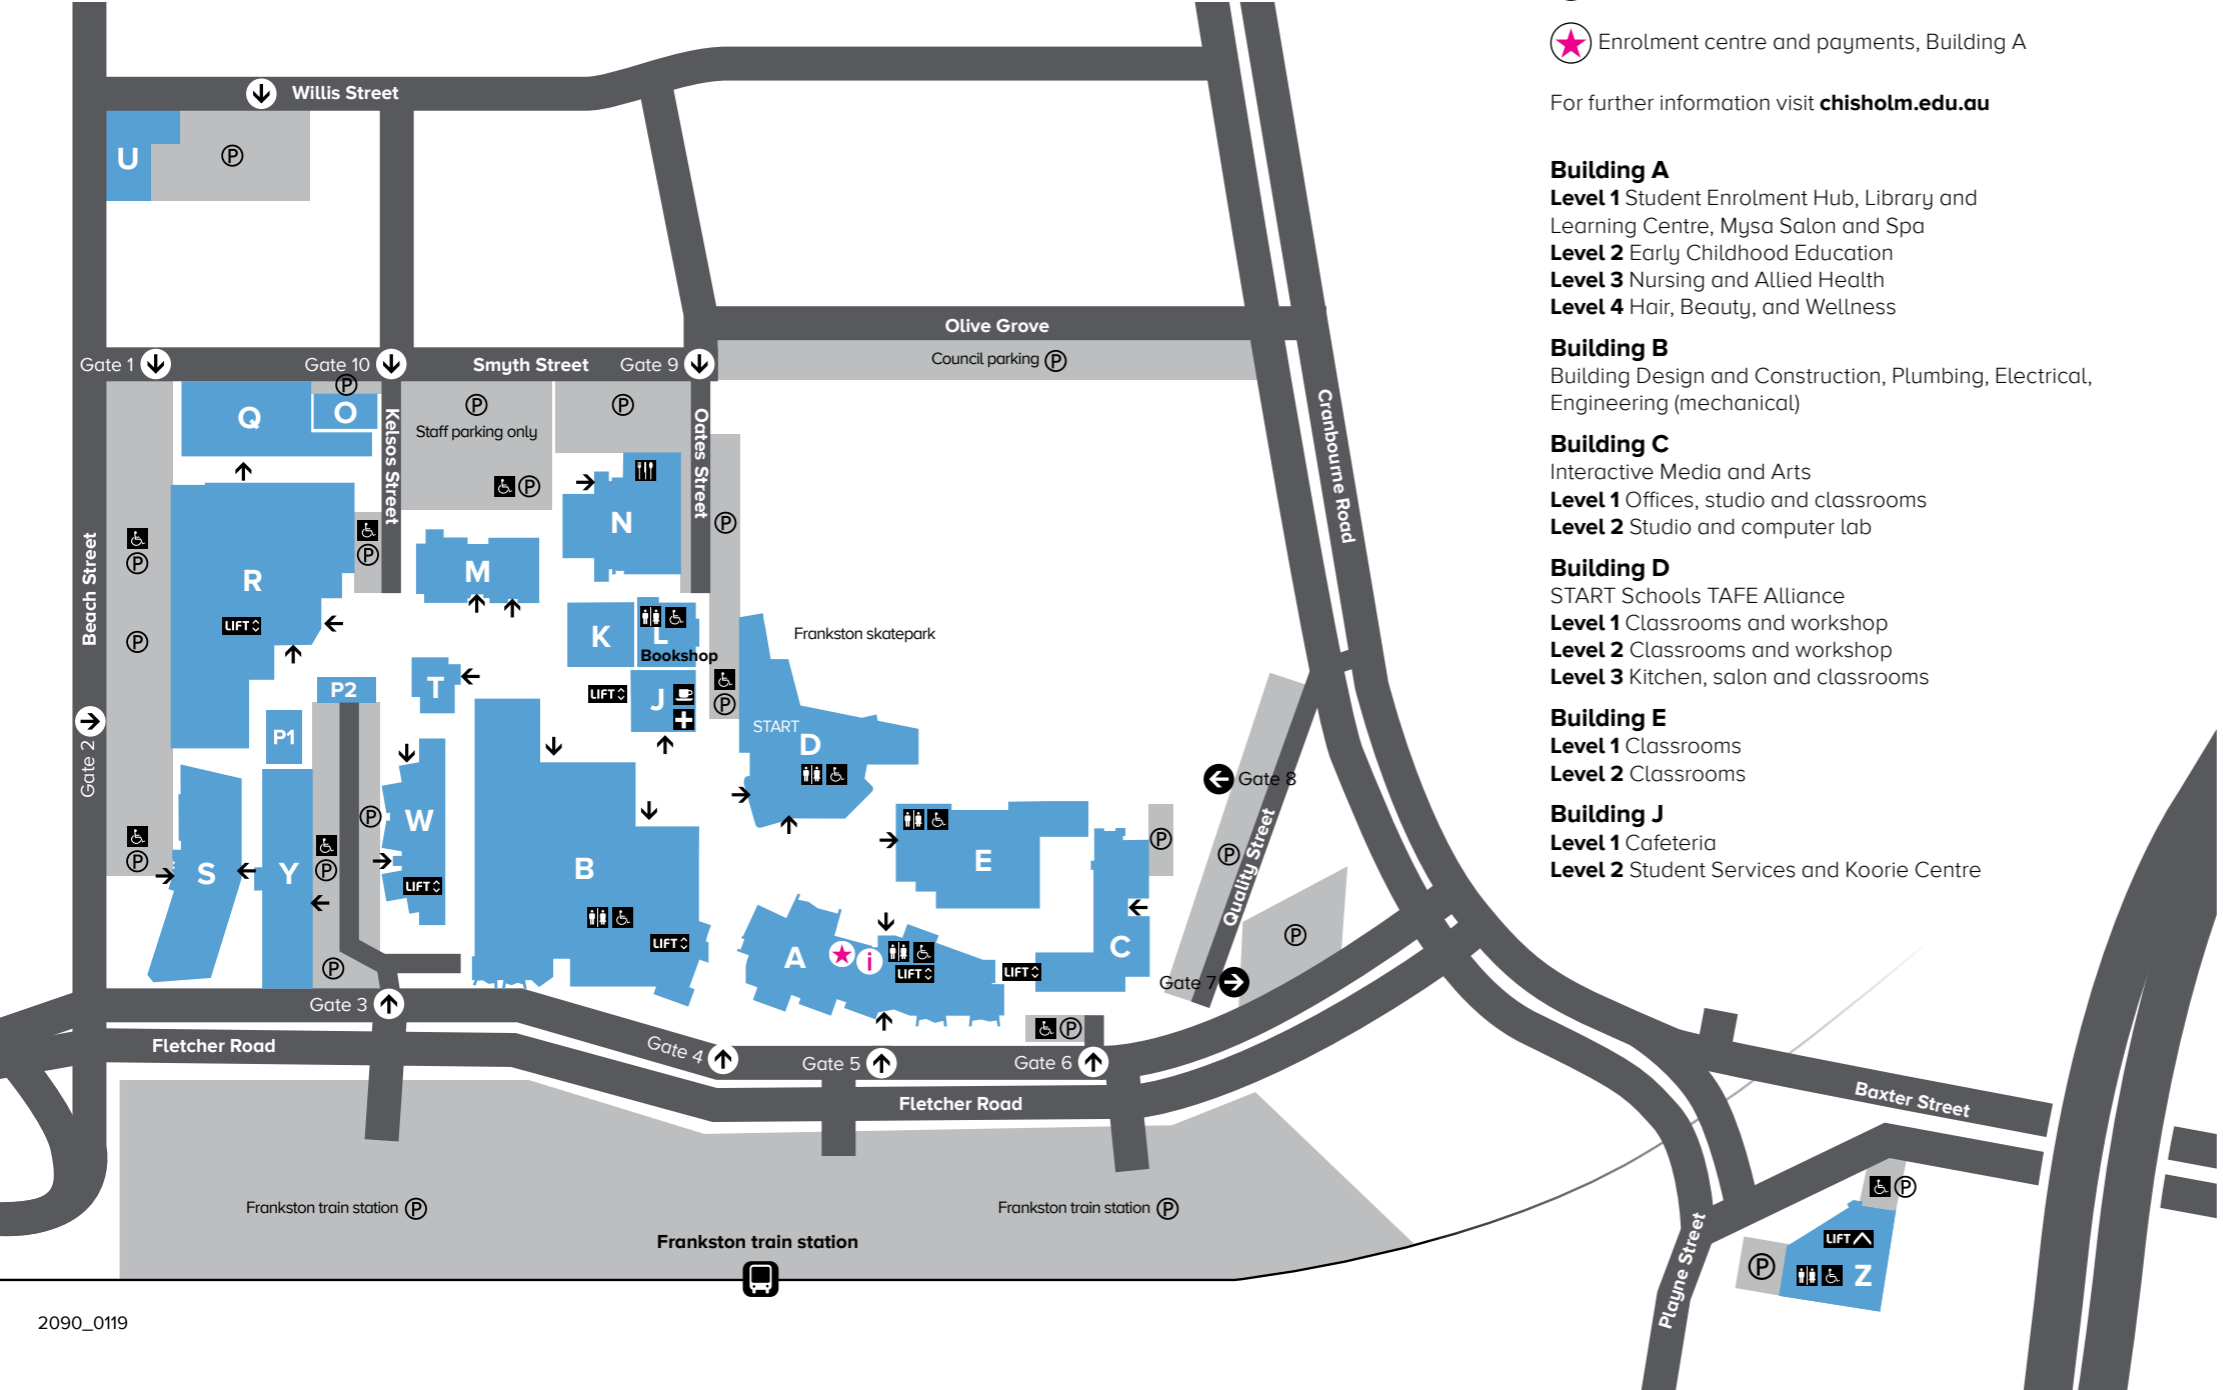 Enrolment centre and payments, Building A
For further information visit chisholm.edu.au
Building A
Level 1 Student Enrolment Hub, Library and
Learning Centre, Mysa Salon and Spa
Level 2 Early Childhood Education
Level 3 Nursing and Allied Health
Level 4 Hair, Beauty, and Wellness
Building B
Building Design and Construction, Plumbing, Electrical,
Engineering (mechanical)
Building C
Interactive Media and Arts
Level 1 Offices, studio and classrooms
Level 2 Studio and computer lab
Building D
START Schools TAFE Alliance
Level 1 Classrooms and workshop
Level 2 Classrooms and workshop
Level 3 Kitchen, salon and classrooms
Building E
Level 1 Classrooms
Level 2 Classrooms
Building J
Level 1 Cafeteria
Level 2 Student Services and Koorie Centre
Willis Street
U
P
Olive Grove
Council parking P
Gate 1
Gate 10
Smyth Street
Gate 9
P
Q
O
Kelsos Street
P
Staff parking only
P
P
Oates Street
Cranbourne Road
N
P
Beach Street
P
P
R
M
LIFT
P
K
L
Bookshop
Frankston skatepark
T
LIFT
J
P
P2
P1
START
D
Gate 2
Gate 8
P
W
P
P
Quality Street
S
Y
P
P
LIFT
B
E
LIFT
A
i
LIFT
LIFT
C
P
P
Gate 7
Gate 3
Fletcher Road
Gate 4
Gate 5
Gate 6
P
Fletcher Road
Baxter Street
Frankston train station P
Frankston train station P
Frankston train station
P
Playne Street
LIFT
P
Z
2090_0119